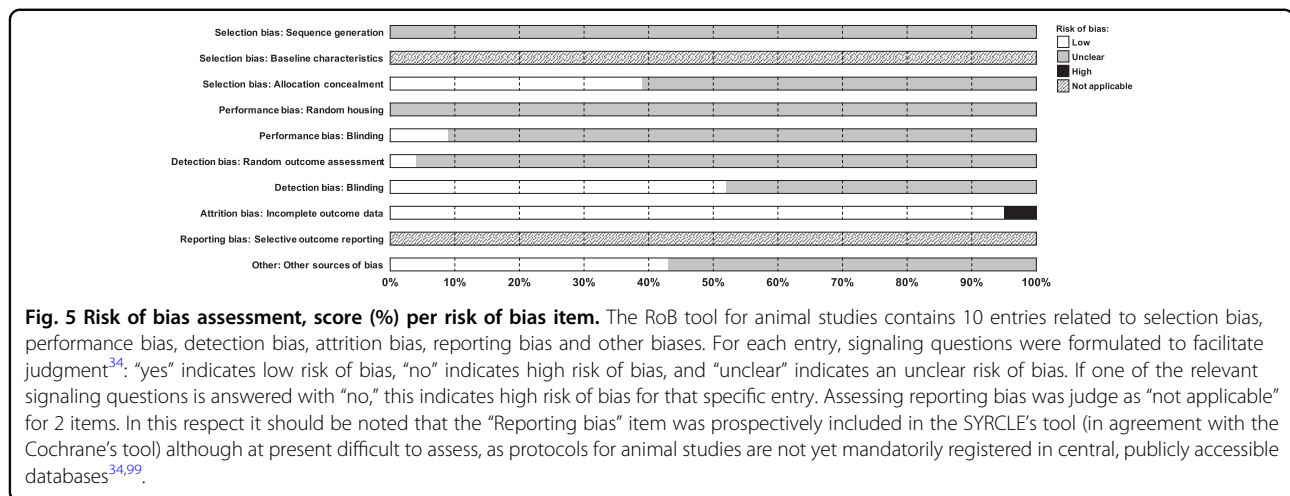 Selection bias: Sequence generation
Selection bias: Baseline characteristics
Selection bias: Allocation concealment
Performance bias: Random housing
Performance bias: Blinding
Detection bias: Random outcome assessment
Detection bias: Blinding
Attrition bias: Incomplete outcome data
Reporting bias: Selective outcome reporting
Other: Other sources of bias
0% 10% 20% 30% 40% 50% 60% 70% 80% 90% 100%
Risk of bias:
Low
Unclear
High
Not applicable
Fig. 5 Risk of bias assessment, score (%) per risk of bias item. The RoB tool for animal studies contains 10 entries related to selection bias,
performance bias, detection bias, attrition bias, reporting bias and other biases. For each entry, signaling questions were formulated to facilitate
judgment34: “yes” indicates low risk of bias, “no” indicates high risk of bias, and “unclear” indicates an unclear risk of bias. If one of the relevant
signaling questions is answered with “no,” this indicates high risk of bias for that specific entry. Assessing reporting bias was judge as “not applicable”
for 2 items. In this respect it should be noted that the “Reporting bias” item was prospectively included in the SYRCLE’s tool (in agreement with the
Cochrane’s tool) although at present difficult to assess, as protocols for animal studies are not yet mandatorily registered in central, publicly accessible
databases34,99.